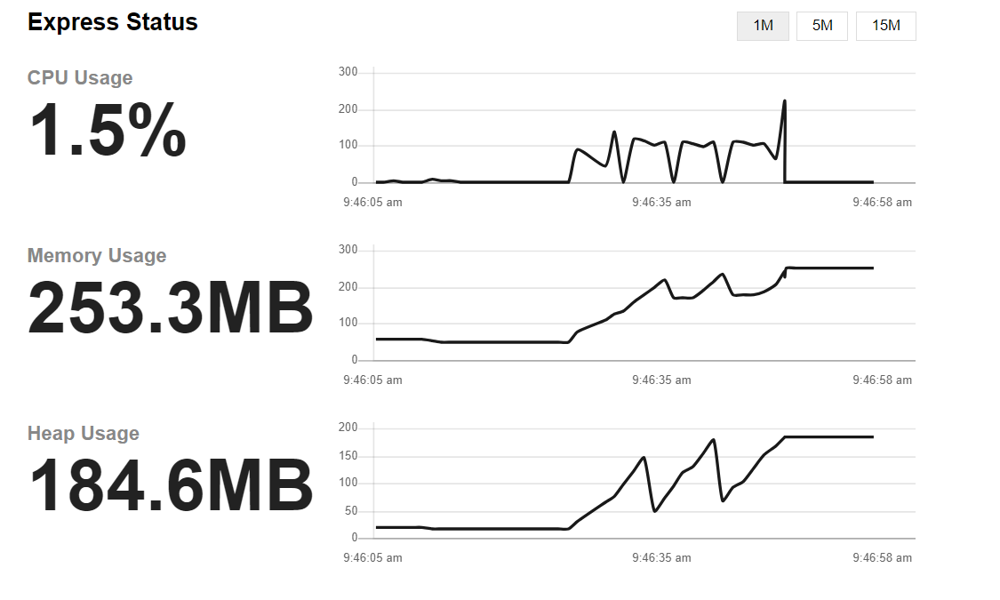 Express Status
1M 5M 15M
CPU Usage
1.5%
300
200
100
0
9:46:05 am 9:46:35 am 9:46:58 am
Memory Usage
253.3MB
300
200
100
0
9:46:05 am 9:46:35 am 9:46:58 am
Heap Usage
184.6MB
200
150
100
50
0
9:46:05 am 9:46:35 am 9:46:58 am